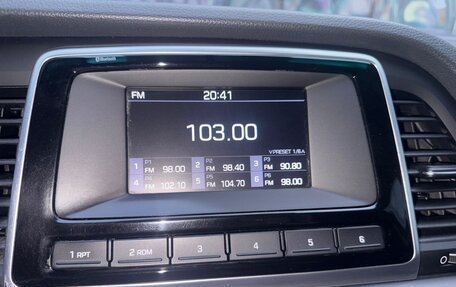 Bluetooth
FM 20:41
103.00
PRESET 1/6
1 P1 FM 98.00 2 P2 FM 98.40 3 P3 FM 90.80
4 P4 FM 102.10 5 P5 FM 104.70 6 P6 FM 98.00
1 RPT 2 RDM 3 4 5 6